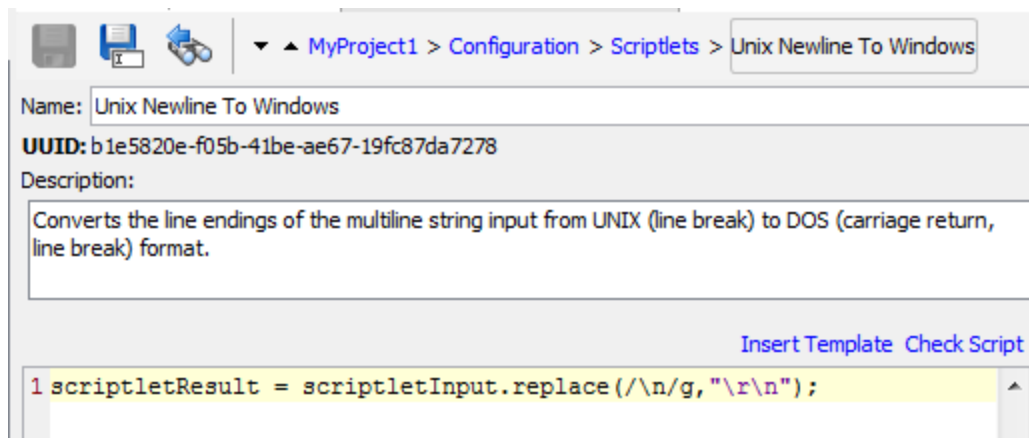 MyProject1 > Configuration > Scriptlets > Unix Newline To Windows
Name: Unix Newline To Windows
UUID: b1e5820e-f05b-41be-ae67-19fc87da7278
Description:
Converts the line endings of the multiline string input from UNIX (line break) to DOS (carriage return,
line break) format.
Insert Template Check Script
1 scriptletResult = scriptletInput.replace(/\n/g,"\r\n");